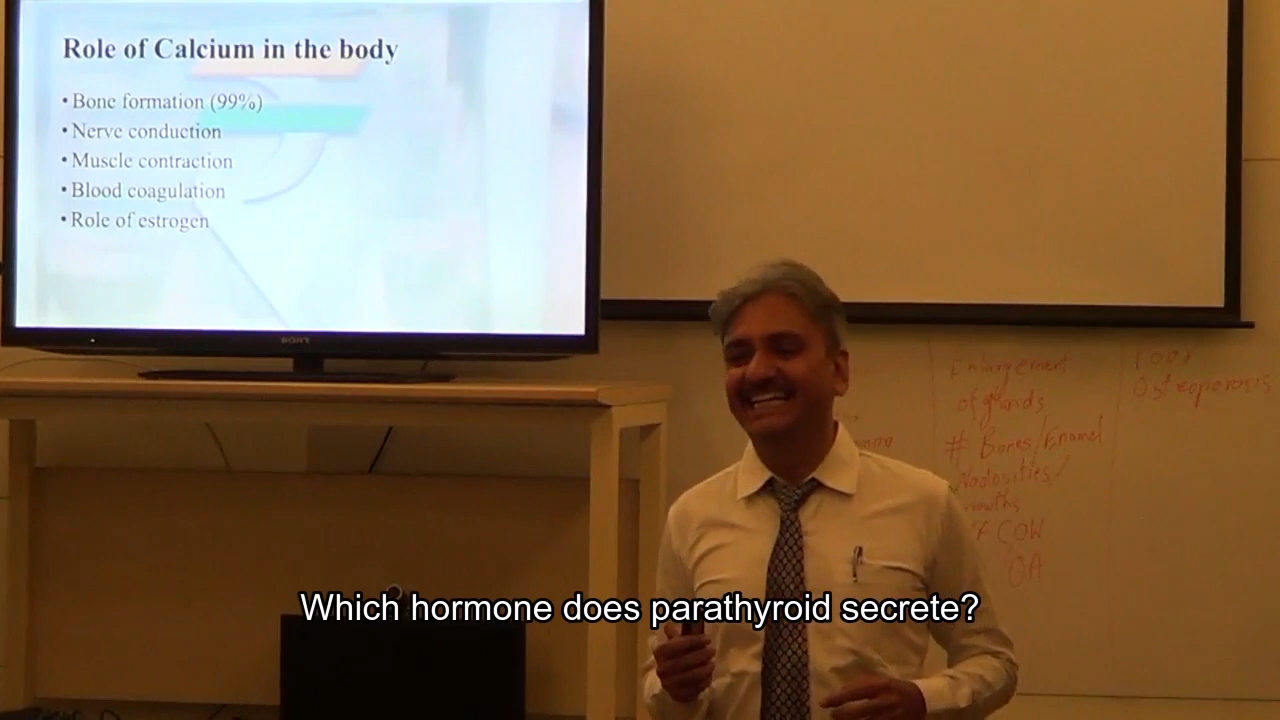 Role of Calcium in the body
• Bone formation (99%)
• Nerve conduction
• Muscle contraction
• Blood coagulation
• Role of estrogen
SONY
Enlargement
of glands
# Bones/Enamel
Nodosities
COW
OA
Osteoporosis
Which hormone does parathyroid secrete?